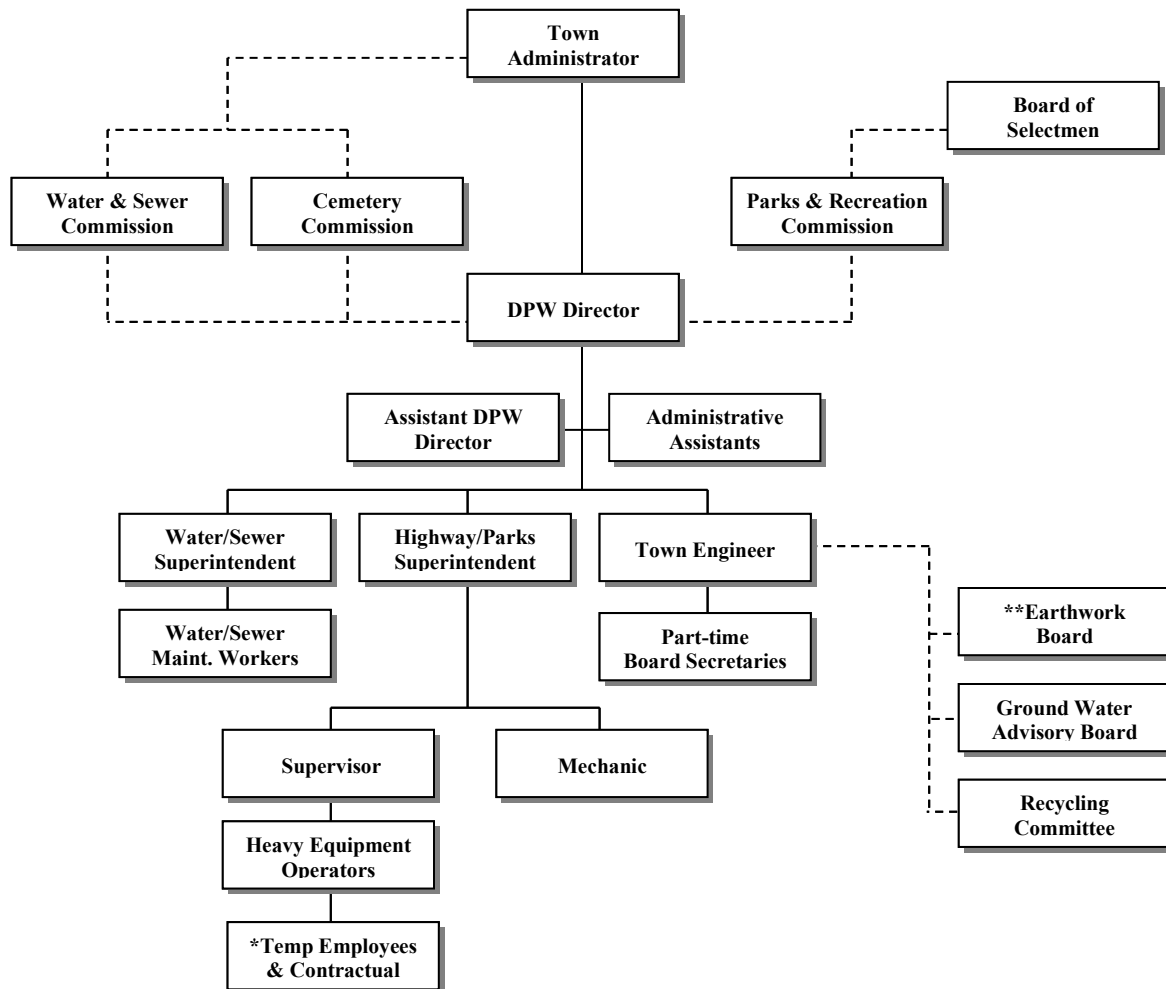 Town
Administrator
Board of
Selectmen
Water & Sewer
Commission
Cemetery
Commission
Parks & Recreation
Commission
DPW Director
Assistant DPW
Director
Administrative
Assistants
Water/Sewer
Superintendent
Highway/Parks
Superintendent
Town Engineer
**Earthwork
Board
Water/Sewer
Maint. Workers
Part-time
Board Secretaries
Ground Water
Advisory Board
Supervisor
Mechanic
Recycling
Committee
Heavy Equipment
Operators
*Temp Employees
& Contractual